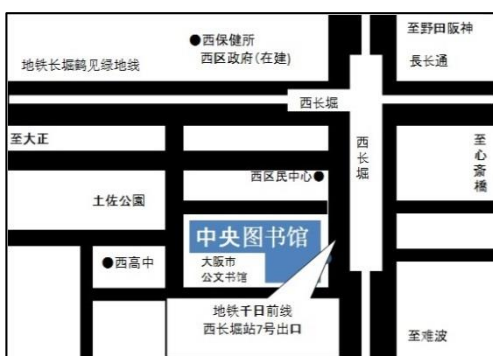 至野田阪神
●西保健所
西区政府(在建)
長长通
地铁长堀鹤见绿地线
西长堀
至大正
西长堀
至心斎橋
西区民中心●
土佐公園
中央图书馆
●西高中
大阪市
公文书馆
地铁千日前线
西长堀站7号出口
至难波